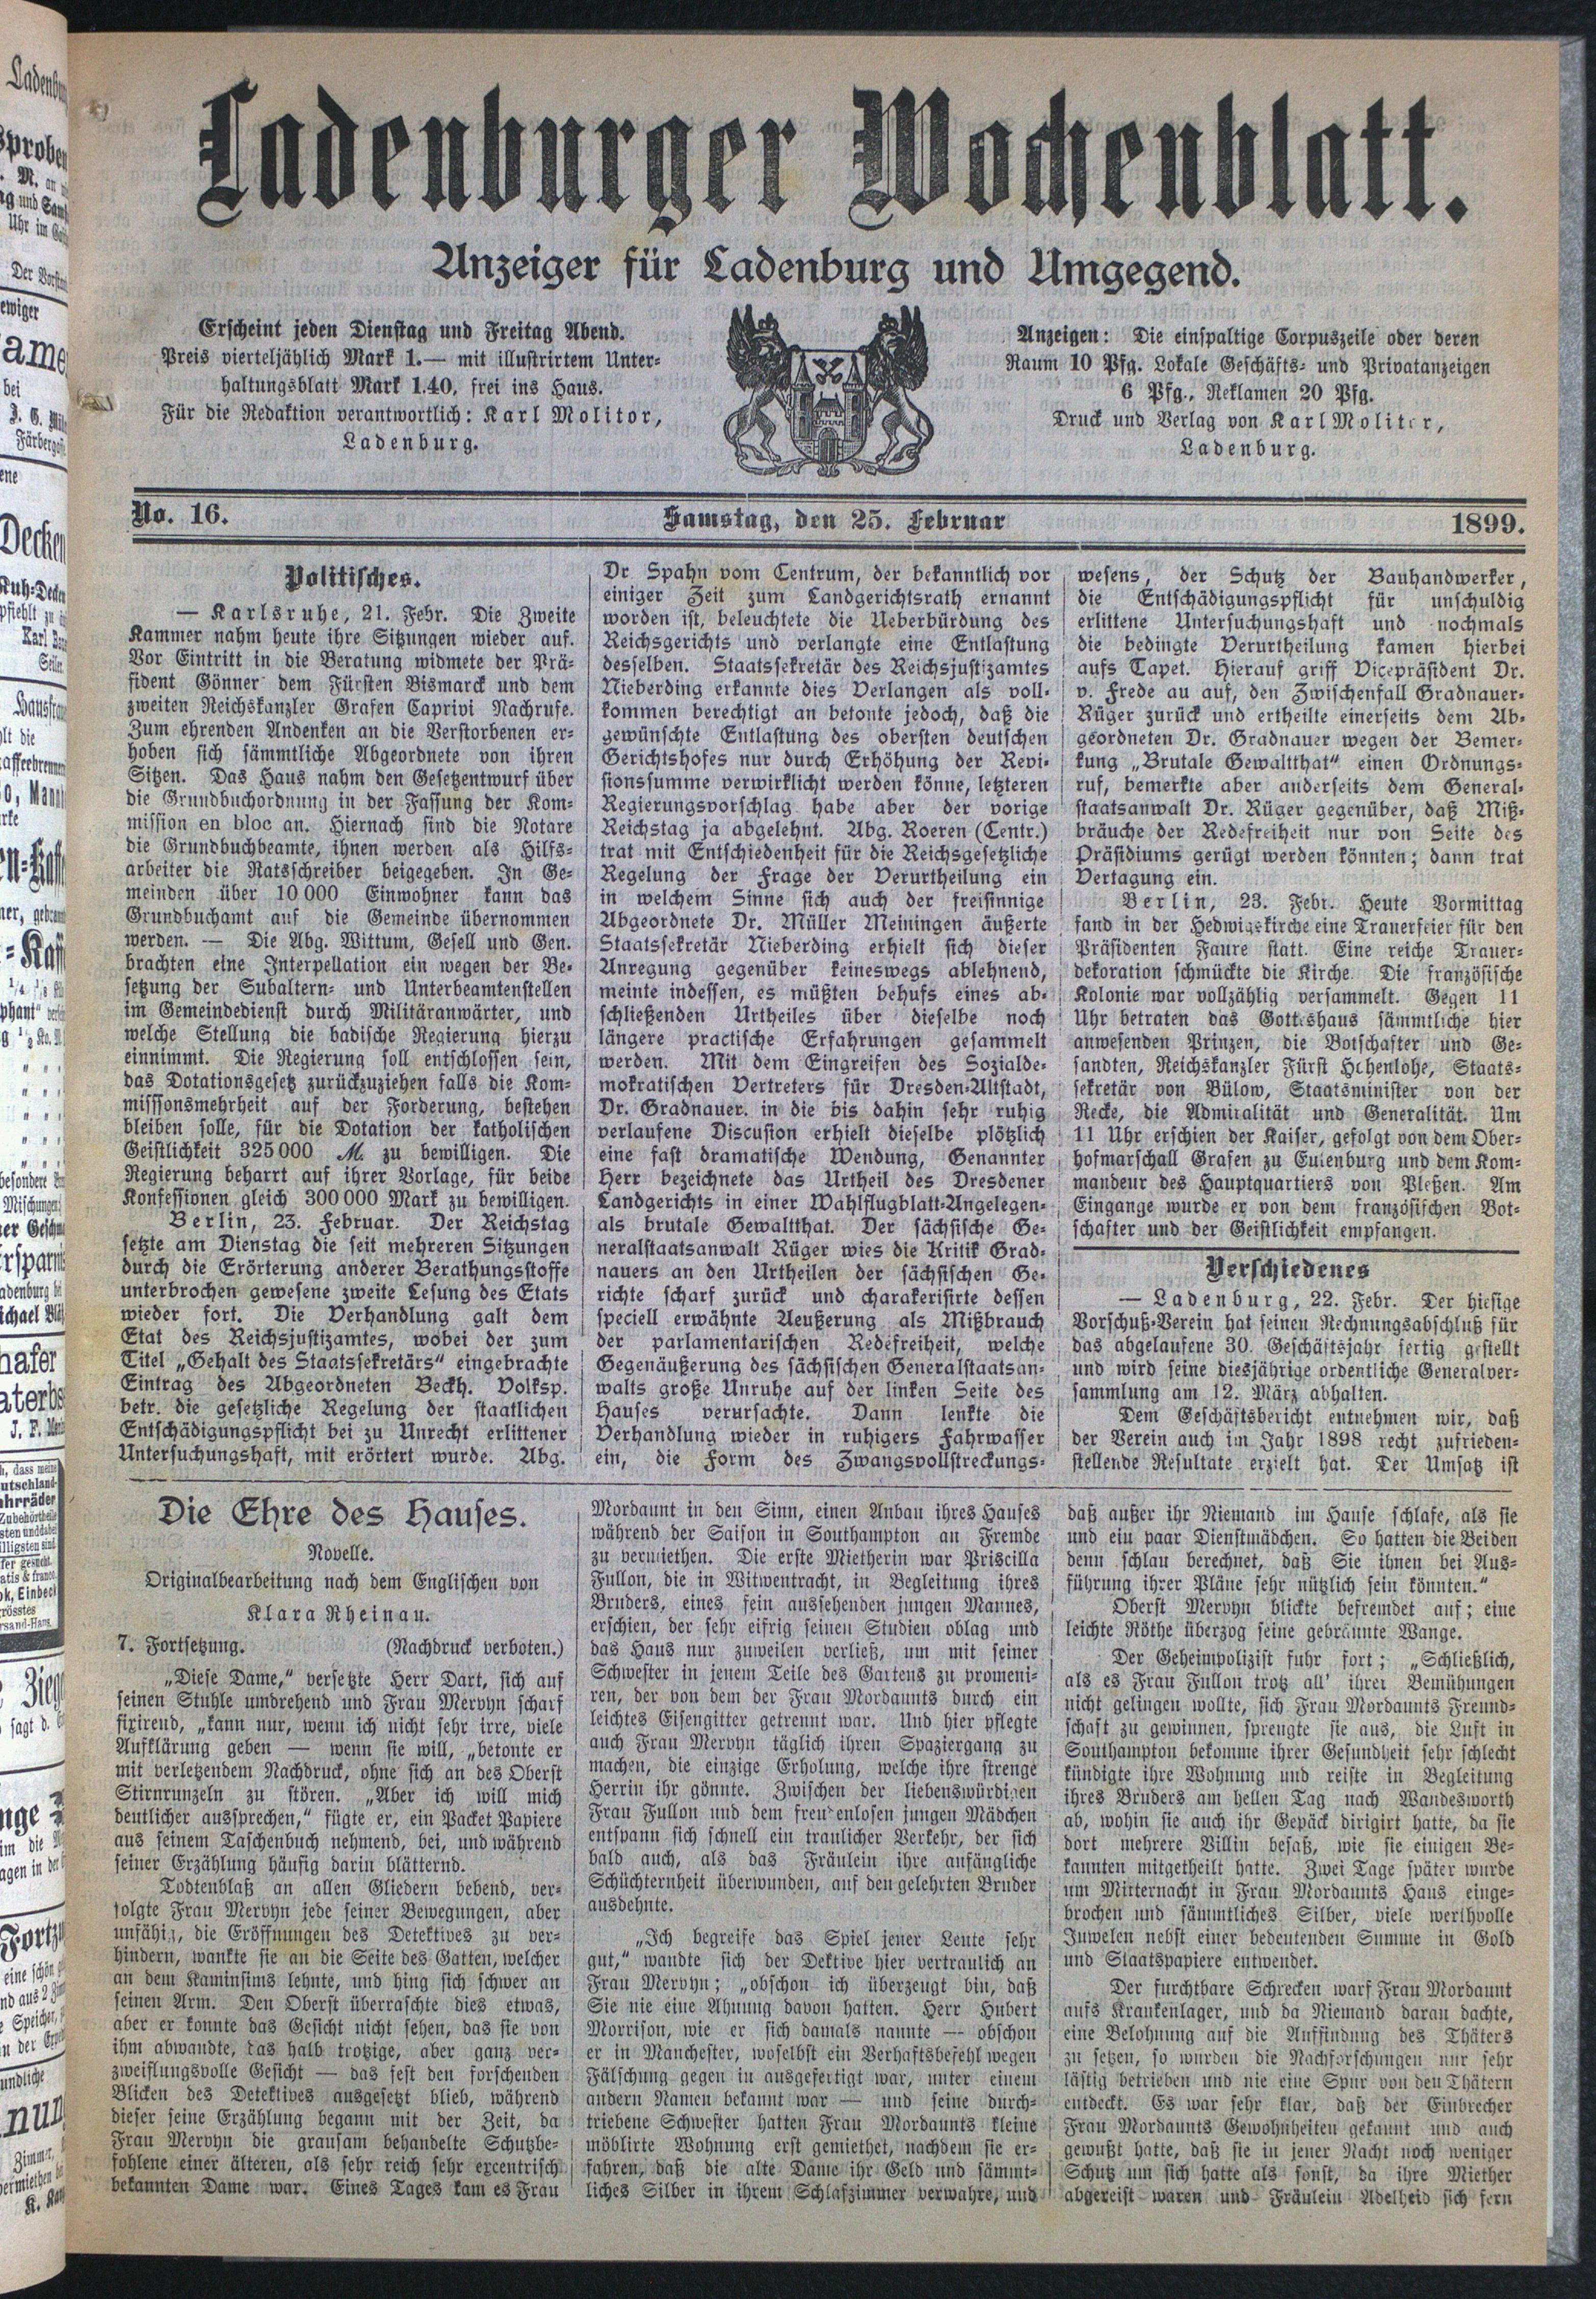 Ladenburger Wochenblatt.
Anzeiger für Ladenburg und Umgegend.
Erscheint jeden Dienstag und Freitag Abend.
Preis vierteljählich Mark 1.— mit illustrirtem Unter-
haltungsblatt Mark 1.40, frei ins Haus.
Für die Redaktion verantwortlich: Karl Molitor,
Ladenburg.
Anzeigen: Die einspaltige Corpuszeile oder deren
Raum 10 Pfg. Lokale Geschäfts- und Privatanzeigen
6 Pfg., Reklamen 20 Pfg.
Druck und Verlag von Karl Molitor,
Ladenburg.
No. 16.
Samstag, den 25. Februar
1899.
Politisches.
— Karlsruhe, 21. Febr. Die Zweite
Kammer nahm heute ihre Sitzungen wieder auf.
Vor Eintritt in die Beratung widmete der Prä-
sident Gönner dem Fürsten Bismarck und dem
zweiten Reichskanzler Grafen Caprivi Nachrufe.
Zum ehrenden Andenken an die Verstorbenen er-
hoben sich sämmtliche Abgeordnete von ihren
Sitzen. Das Haus nahm den Gesetzentwurf über
die Grundbuchordnung in der Fassung der Kom-
mission en bloc an. Hiernach sind die Notare
die Grundbuchbeamte, ihnen werden als Hilfs-
arbeiter die Ratsschreiber beigegeben. In Ge-
meinden über 10 000 Einwohner kann das
Grundbuchamt auf die Gemeinde übernommen
werden. — Die Abg. Wittum, Gesell und Gen.
brachten eine Interpellation ein wegen der Be-
setzung der Subaltern- und Unterbeamtenstellen
im Gemeindedienst durch Militäranwärter, und
welche Stellung die badische Regierung hierzu
einnimmt. Die Regierung soll entschlossen sein,
das Dotationsgesetz zurückzuziehen falls die Kom-
misssonsmehrheit auf der Forderung, bestehen
bleiben solle, für die Dotation der katholischen
Geistlichkeit 325 000 M. zu bewilligen. Die
Regierung beharrt auf ihrer Vorlage, für beide
Konfessionen gleich 300 000 Mark zu bewilligen.
Berlin, 23. Februar. Der Reichstag
setzte am Dienstag die seit mehreren Sitzungen
durch die Erörterung anderer Berathungsstoffe
unterbrochen gewesene zweite Lesung des Etats
wieder fort. Die Verhandlung galt dem
Etat des Reichsjustizamtes, wobei der zum
Titel „Gehalt des Staatssekretärs“ eingebrachte
Eintrag des Abgeordneten Beckh. Volksp.
betr. die gesetzliche Regelung der staatlichen
Entschädigungspflicht bei zu Unrecht erlittener
Untersuchungshaft, mit erörtert wurde. Abg.
Dr Spahn vom Centrum, der bekanntlich vor
einiger Zeit zum Landgerichtsrath ernannt
worden ist, beleuchtete die Ueberbürdung des
Reichsgerichts und verlangte eine Entlastung
desselben. Staatssekretär des Reichsjustizamtes
Nieberding erkannte dies Verlangen als voll-
kommen berechtigt an betonte jedoch, daß die
gewünschte Entlastung des obersten deutschen
Gerichtshofes nur durch Erhöhung der Revi-
sionssumme verwirklicht werden könne, letzteren
Regierungsvorschlag habe aber der vorige
Reichstag ja abgelehnt. Abg. Roeren (Centr.)
trat mit Entschiedenheit für die Reichsgesetzliche
Regelung der Frage der Verurtheilung ein
in welchem Sinne sich auch der freisinnige
Abgeordnete Dr. Müller Meiningen äußerte
Staatssekretär Nieberding erhielt sich dieser
Anregung gegenüber keineswegs ablehnend,
meinte indessen, es müßten behufs eines ab-
schließenden Urtheiles über dieselbe noch
längere practische Erfahrungen gesammelt
werden. Mit dem Eingreifen des Sozialde-
mokratischen Vertreters für Dresden-Altstadt,
Dr. Gradnauer. in die bis dahin sehr ruhig
verlaufene Discusion erhielt dieselbe plötzlich
eine fast dramatische Wendung, Genannter
Herr bezeichnete das Urtheil des Dresdener
Landgerichts in einer Wahlflugblatt-Angelegen-
als brutale Gewaltthat. Der sächsische Ge-
neralstaatsanwalt Rüger wies die Kritik Grad-
nauers an den Urtheilen der sächsischen Ge-
richte scharf zurück und charakerisirte dessen
speciell erwähnte Aeußerung als Mißbrauch
der parlamentarischen Redefreiheit, welche
Gegenäußerung des sächsischen Generalstaatsan-
walts große Unruhe auf der linken Seite des
Hauses verursachte. Dann lenkte die
Verhandlung wieder in ruhigers Fahrwasser
ein, die Form des Zwangsvollstreckungs-
wesens, der Schutz der Bauhandwerker,
die Entschädigungspflicht für unschuldig
erlittene Untersuchungshaft und nochmals
die bedingte Verurtheilung kamen hierbei
aufs Tapet. Hierauf griff Vicepräsident Dr.
v. Frede au auf, den Zwischenfall Gradnauer-
Rüger zurück und ertheilte einerseits dem Ab-
geordneten Dr. Gradnauer wegen der Bemer-
kung „Brutale Gewaltthat“ einen Ordnungs-
ruf, bemerkte aber anderseits dem General-
staatsanwalt Dr. Rüger gegenüber, daß Miß-
bräuche der Redefreiheit nur von Seite des
Präsidiums gerügt werden könnten; dann trat
Vertagung ein.
Berlin, 23. Febr. Heute Vormittag
fand in der Hedwigskirche eine Trauerfeier für den
Präsidenten Faure statt. Eine reiche Trauer-
dekoration schmückte die Kirche. Die französische
Kolonie war vollzählig versammelt. Gegen 11
Uhr betraten das Gotteshaus sämmtliche hier
anwesenden Prinzen, die Botschafter und Ge-
sandten, Reichskanzler Fürst Hohenlohe, Staats-
sekretär von Bülow, Staatsminister von der
Recke, die Admiralität und Generalität. Um
11 Uhr erschien der Kaiser, gefolgt von dem Ober-
hofmarschall Grafen zu Eulenburg und dem Kom-
mandeur des Hauptquartiers von Pleßen. Am
Eingange wurde er von dem französischen Bot-
schafter und der Geistlichkeit empfangen.
Verschiedenes
— Ladenburg, 22. Febr. Der hiesige
Vorschuß-Verein hat seinen Rechnungsabschluß für
das abgelaufene 30. Geschäftsjahr fertig gestellt
und wird seine diesjährige ordentliche Generalver-
sammlung am 12. März abhalten.
Dem Geschäftsbericht entnehmen wir, daß
der Verein auch im Jahr 1898 recht zufrieden-
stellende Resultate erzielt hat. Der Umsatz ist
Die Ehre des Hauses.
Novelle.
Originalbearbeitung nach dem Englischen von
Klara Rheinau.
7. Fortsetzung. (Nachdruck verboten.)
„Diese Dame,“ versetzte Herr Dart, sich auf
seinen Stuhle umdrehend und Frau Mervyn scharf
fixirend, „kann nur, wenn ich nicht sehr irre, viele
Aufklärung geben — wenn sie will, „betonte er
mit verletzendem Nachdruck, ohne sich an des Oberst
Stirnrunzeln zu stören. „Aber ich will mich
deutlicher aussprechen,“ fügte er, ein Packet Papiere
aus seinem Taschenbuch nehmend, bei, und während
seiner Erzählung häufig darin blätternd.
Todtenblaß an allen Gliedern bebend, ver-
folgte Frau Mervyn jede seiner Bewegungen, aber
unfähig, die Eröffnungen des Detektives zu ver-
hindern, wankte sie an die Seite des Gatten, welcher
an dem Kaminsims lehnte, und hing sich schwer an
seinen Arm. Den Oberst überraschte dies etwas,
aber er konnte das Gesicht nicht sehen, das sie von
ihm abwandte, das halb trotzige, aber ganz ver-
zweiflungsvolle Gesicht — das fest den forschenden
Blicken des Detektives ausgesetzt blieb, während
dieser seine Erzählung begann mit der Zeit, da
Frau Mervyn die grausam behandelte Schutzbe-
fohlene einer älteren, als sehr reich sehr excentrisch
bekannten Dame war. Eines Tages kam es Frau
Mordaunt in den Sinn, einen Anbau ihres Hauses
während der Saison in Southampton an Fremde
zu vermiethen. Die erste Mietherin war Priscilla
Fullon, die in Witwentracht, in Begleitung ihres
Bruders, eines fein aussehenden jungen Mannes,
erschien, der sehr eifrig seinen Studien oblag und
das Haus nur zuweilen verließ, um mit seiner
Schwester in jenem Teile des Gartens zu promeni-
ren, der von dem der Frau Mordaunts durch ein
leichtes Eisengitter getrennt war. Und hier pflegte
auch Frau Mervyn täglich ihren Spaziergang zu
machen, die einzige Erholung, welche ihre strenge
Herrin ihr gönnte. Zwischen der liebenswürdigen
Frau Fullon und dem freudenlosen jungen Mädchen
entspann sich schnell ein traulicher Verkehr, der sich
bald auch, als das Fräulein ihre anfängliche
Schüchternheit überwunden, auf den gelehrten Bruder
ausdehnte.
„Ich begreife das Spiel jener Leute sehr
gut,“ wandte sich der Dektive hier vertraulich an
Frau Mervyn; „obschon ich überzeugt bin, daß
Sie nie eine Ahnung davon hatten. Herr Hubert
Morrison, wie er sich damals nannte — obschon
er in Manchester, woselbst ein Verhaftsbefehl wegen
Fälschung gegen in ausgefertigt war, unter einem
andern Namen bekannt war — und seine durch-
triebene Schwester hatten Frau Mordaunts kleine
möblirte Wohnung erst gemiethet, nachdem sie er-
fahren, daß die alte Dame ihr Geld und sämmt-
liches Silber in ihrem Schlafzimmer verwahre, und
daß außer ihr Niemand im Hause schlafe, als sie
und ein paar Dienstmädchen. So hatten die Beiden
denn schlau berechnet, daß Sie ihnen bei Aus-
führung ihrer Pläne sehr nützlich sein könnten.“
Oberst Mervyn blickte befremdet auf; eine
leichte Röthe überzog seine gebräunte Wange.
Der Geheimpolizist fuhr fort; „Schließlich,
als es Frau Fullon trotz all' ihrer Bemühungen
nicht gelingen wollte, sich Frau Mordaunts Freund-
schaft zu gewinnen, sprengte sie aus, die Luft in
Southampton bekomme ihrer Gesundheit sehr schlecht
kündigte ihre Wohnung und reiste in Begleitung
ihres Bruders am hellen Tag nach Wandesworth
ab, wohin sie auch ihr Gepäck dirigirt hatte, da sie
dort mehrere Villin besaß, wie sie einigen Be-
kannten mitgetheilt hatte. Zwei Tage später wurde
um Mitternacht in Frau Mordaunts Haus einge-
brochen und sämmtliches Silber, viele werthvolle
Juwelen nebst einer bedeutenden Summe in Gold
und Staatspapiere entwendet.
Der furchtbare Schrecken warf Frau Mordaunt
aufs Krankenlager, und da Niemand daran dachte,
eine Belohnung auf die Auffindung des Thäters
zu setzen, so wurden die Nachforschungen nur sehr
lästig betrieben und nie eine Spur von den Thätern
entdeckt. Es war sehr klar, daß der Einbrecher
Frau Mordaunts Gewohnheiten gekannt und auch
gewußt hatte, daß sie in jener Nacht noch weniger
Schutz um sich hatte als sonst, da ihre Miether
abgereist waren und Fräulein Adelheid sich fern